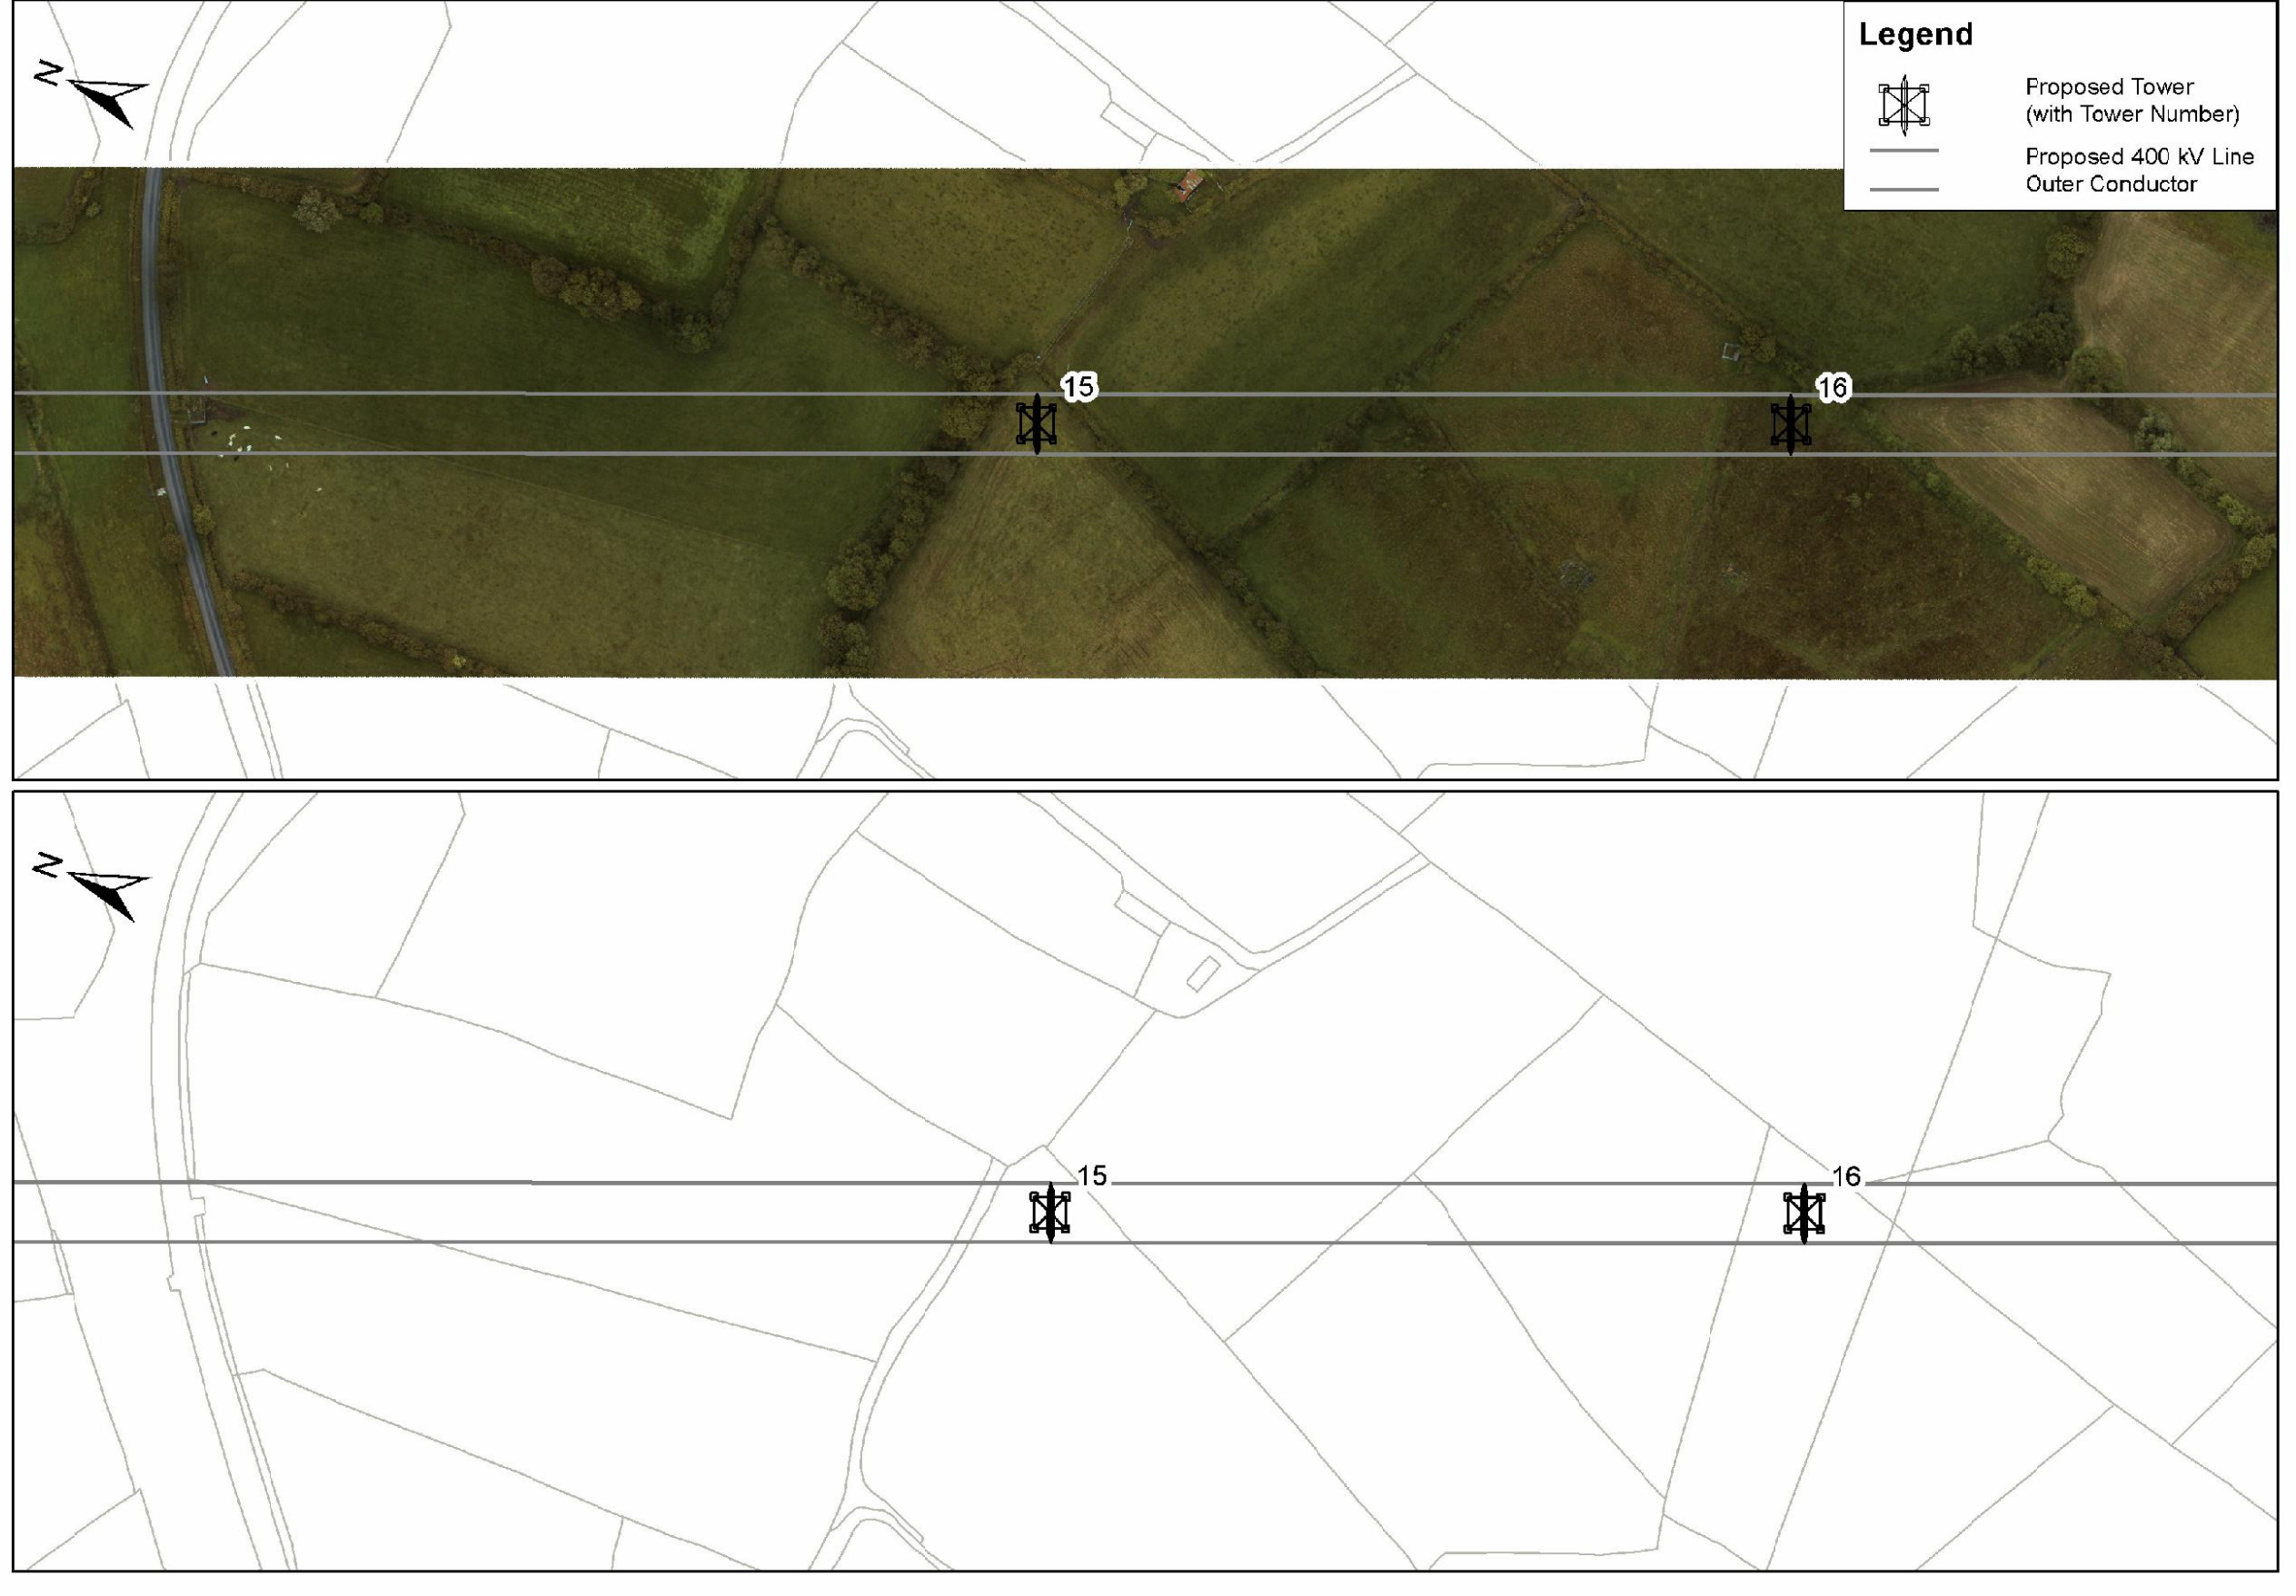 N
Legend
Proposed Tower
(with Tower Number)
Proposed 400 kV Line
Outer Conductor
15
16
N
15
16